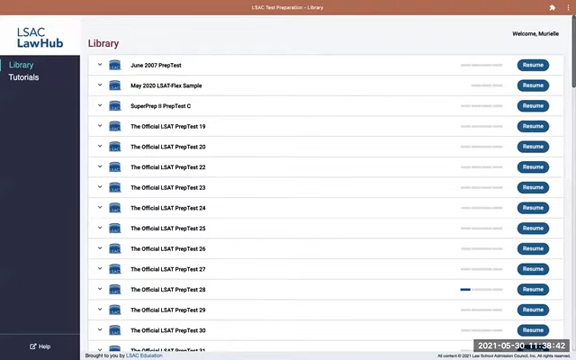 LSAC Test Preparation - Library
LSAC
LawHub
Welcome, Murielle
Library
Library
Tutorials
June 2007 PrepTest Resume
May 2020 LSAT-Flex Sample Resume
SuperPrep II PrepTest C Resume
The Official LSAT PrepTest 19 Resume
The Official LSAT PrepTest 20 Resume
The Official LSAT PrepTest 22 Resume
The Official LSAT PrepTest 23 Resume
The Official LSAT PrepTest 24 Resume
The Official LSAT PrepTest 25 Resume
The Official LSAT PrepTest 26 Resume
The Official LSAT PrepTest 27 Resume
The Official LSAT PrepTest 28 Resume
The Official LSAT PrepTest 29 Resume
The Official LSAT PrepTest 30 Resume
The Official LSAT PrepTest 31
Help
2021-05-30 11:38:42
Brought to you by LSAC Education
All content © 2021 Law School Admission Council, Inc. All rights reserved.